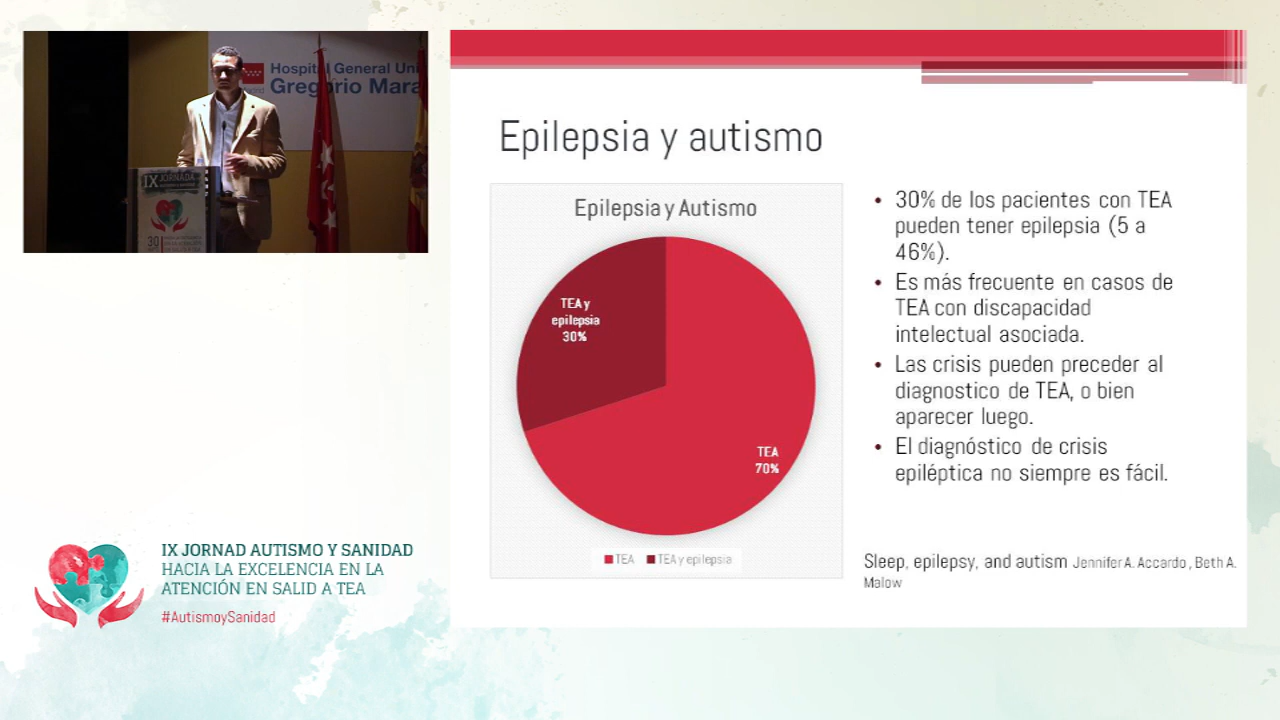 Hospital General Uni
Gregorio Mara
IX JORNADA
30
Epilepsia y autismo
Epilepsia y Autismo
TEA y
epilepsia
30%
TEA
70%
TEA
TEA y epilepsia
• 30% de los pacientes con TEA
pueden tener epilepsia (5 a
46%).
• Es más frecuente en casos de
TEA con discapacidad
intelectual asociada.
• Las crisis pueden preceder al
diagnostico de TEA, o bien
aparecer luego.
• El diagnóstico de crisis
epiléptica no siempre es fácil.
Sleep, epilepsy, and autism Jennifer A. Accardo , Beth A.
Malow
IX JORNAD AUTISMO Y SANIDAD
HACIA LA EXCELENCIA EN LA
ATENCIÓN EN SALID A TEA
#AutismoySanidad